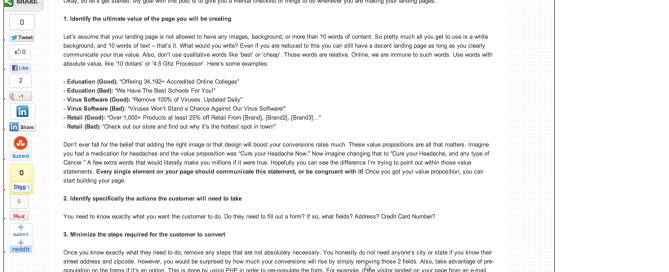 SHARE
Okay, so let's get started. My goal with this post is to give you a mental checklist of things to do whenever you are making your landing pages.
1. Identify the ultimate value of the page you will be creating
Let's assume that your landing page is not allowed to have any images, background, or more than 10 words of content. So pretty much all you get to use is a white
background, and 10 words of text – that's it. What would you write? Even if you are reduced to this you can still have a decent landing page as long as you clearly
communicate your true value. Also, don't use qualitative words like 'best' or 'cheap'. Those words are relative. Online, we are immune to such words. Use words with
absolute value, like '10 dollars' or '4.5 Ghz Processor'. Here's some examples:
- Education (Good): "Offering 34,192+ Accredited Online Colleges"
- Education (Bad): "We Have The Best Schools For You!"
- Virus Software (Good): "Remove 100% of Viruses. Updated Daily"
- Virus Software (Bad): "Viruses Won't Stand a Chance Against Our Virus Software!"
- Retail (Good): "Over 1,000+ Products at least 25% off Retail From [Brand], [Brand2], [Brand3]…"
- Retail (Bad): "Check out our store and find out why it's the hottest spot in town!"
Don't ever fall for the belief that adding the right image or that design will boost your conversions rates much. These value propositions are all that matters. Imagine
you had a medication for headaches and the value proposition was "Cure your Headache Now." Now imagine changing that to "Cure your Headache, and any type of
Cancer." A few extra words that would literally make you millions if it were true. Hopefully you can see the difference I'm trying to point out within those value
statements. Every single element on your page should communicate this statement, or be congruent with it! Once you got your value proposition, you can
start building your page.
2. Identify specifically the actions the customer will need to take
You need to know exactly what you want the customer to do. Do they need to fill out a form? If so, what fields? Address? Credit Card Number?
3. Minimize the steps required for the customer to convert
Once you know exactly what they need to do, remove any steps that are not absolutely necessary. You honestly do not need anyone's city or state if you know their
street address and zipcode. However, you would be surprised by how much your conversions will rise by simply removing those 2 fields. Also, take advantage of pre-
population on the forms if it's an option. This is done by using PHP in order to pre-populate the form. For example, if the visitor landed on your page from an e-mail
0
Tweet
0
Like
2
+1
in
in Share
Submit
0
Digg
0
Pin it
submit
reddit